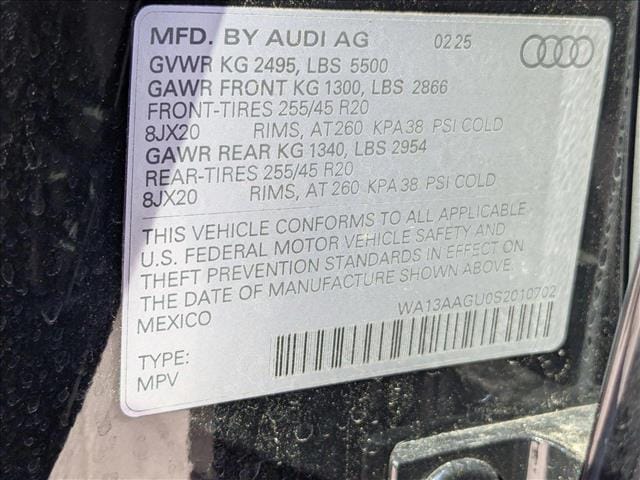 MFD. BY AUDI AG 02 25
GVWR KG 2495, LBS 5500
GAWR FRONT KG 1300, LBS 2866
FRONT-TIRES 255/45 R20
8JX20 RIMS, AT 260 KPA 38 PSI COLD
GAWR REAR KG 1340, LBS 2954
REAR-TIRES 255/45 R20
8JX20 RIMS, AT 260 KPA 38 PSI COLD
THIS VEHICLE CONFORMS TO ALL APPLICABLE
U.S. FEDERAL MOTOR VEHICLE SAFETY AND
THEFT PREVENTION STANDARDS IN EFFECT ON
THE DATE OF MANUFACTURE SHOWN ABOVE.
MEXICO
WA13AAGU0S2010702
TYPE:
MPV